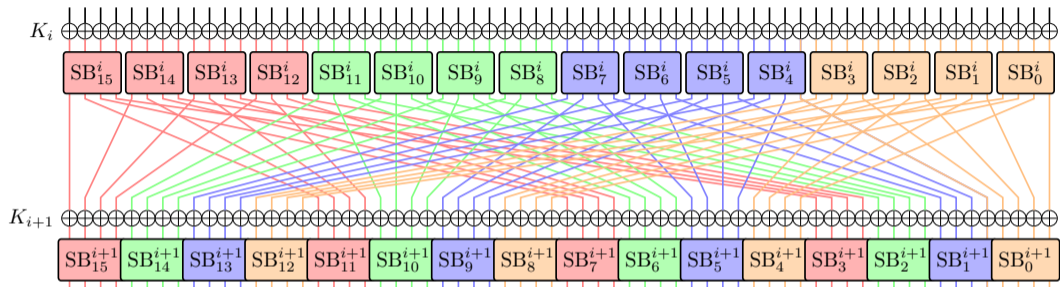 K_i
SB^i_15 SB^i_14 SB^i_13 SB^i_12 SB^i_11 SB^i_10 SB^i_9 SB^i_8 SB^i_7 SB^i_6 SB^i_5 SB^i_4 SB^i_3 SB^i_2 SB^i_1 SB^i_0
K_{i+1}
SB^{i+1}_15 SB^{i+1}_14 SB^{i+1}_13 SB^{i+1}_12 SB^{i+1}_11 SB^{i+1}_10 SB^{i+1}_9 SB^{i+1}_8 SB^{i+1}_7 SB^{i+1}_6 SB^{i+1}_5 SB^{i+1}_4 SB^{i+1}_3 SB^{i+1}_2 SB^{i+1}_1 SB^{i+1}_0